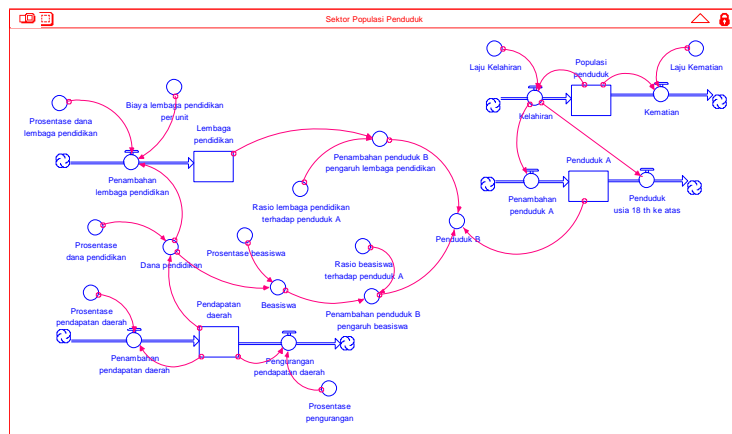 Sektor Populasi Penduduk
Laju Kelahiran
Populasi
penduduk
Laju Kematian
Kelahiran
Kematian
Prosentase dana
lembaga pendidikan
Biaya lembaga pendidikan
per unit
Lembaga
pendidikan
Penambahan
lembaga pendidikan
Penambahan penduduk B
pengaruh lembaga pendidikan
Rasio lembaga pendidikan
terhadap penduduk A
Penduduk A
Penambahan
penduduk A
Penduduk
usia 18 th ke atas
Penduduk B
Prosentase
dana pendidikan
Dana pendidikan
Prosentase beasiswa
Rasio beasiswa
terhadap penduduk A
Beasiswa
Penambahan penduduk B
pengaruh beasiswa
Prosentase
pendapatan daerah
Pendapatan
daerah
Penambahan
pendapatan daerah
Pengurangan
pendapatan daerah
Prosentase
pengurangan